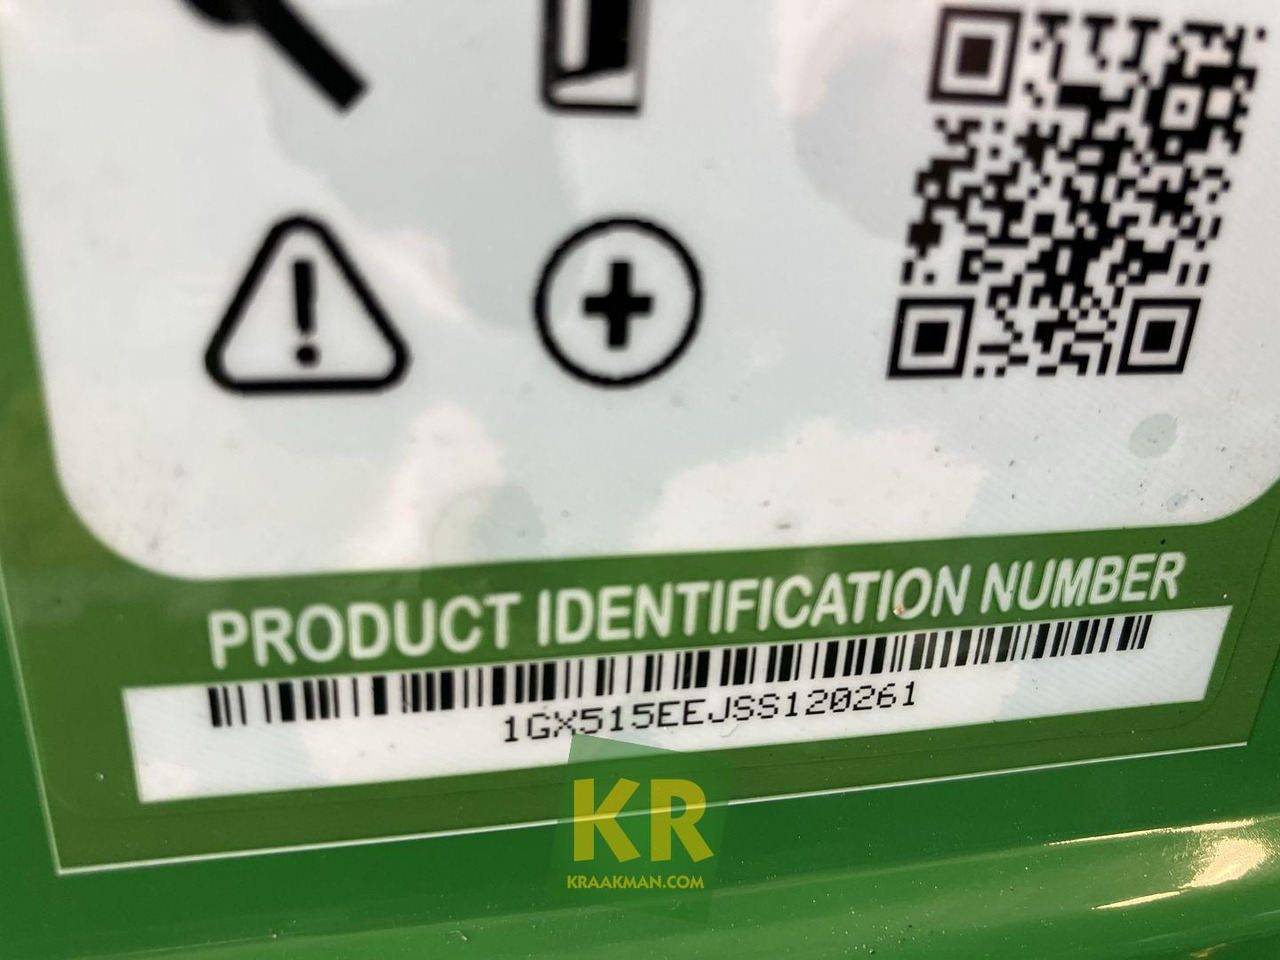 PRODUCT IDENTIFICATION NUMBER
1GX515EEJSS120261
KR
KRAAKMAN.COM